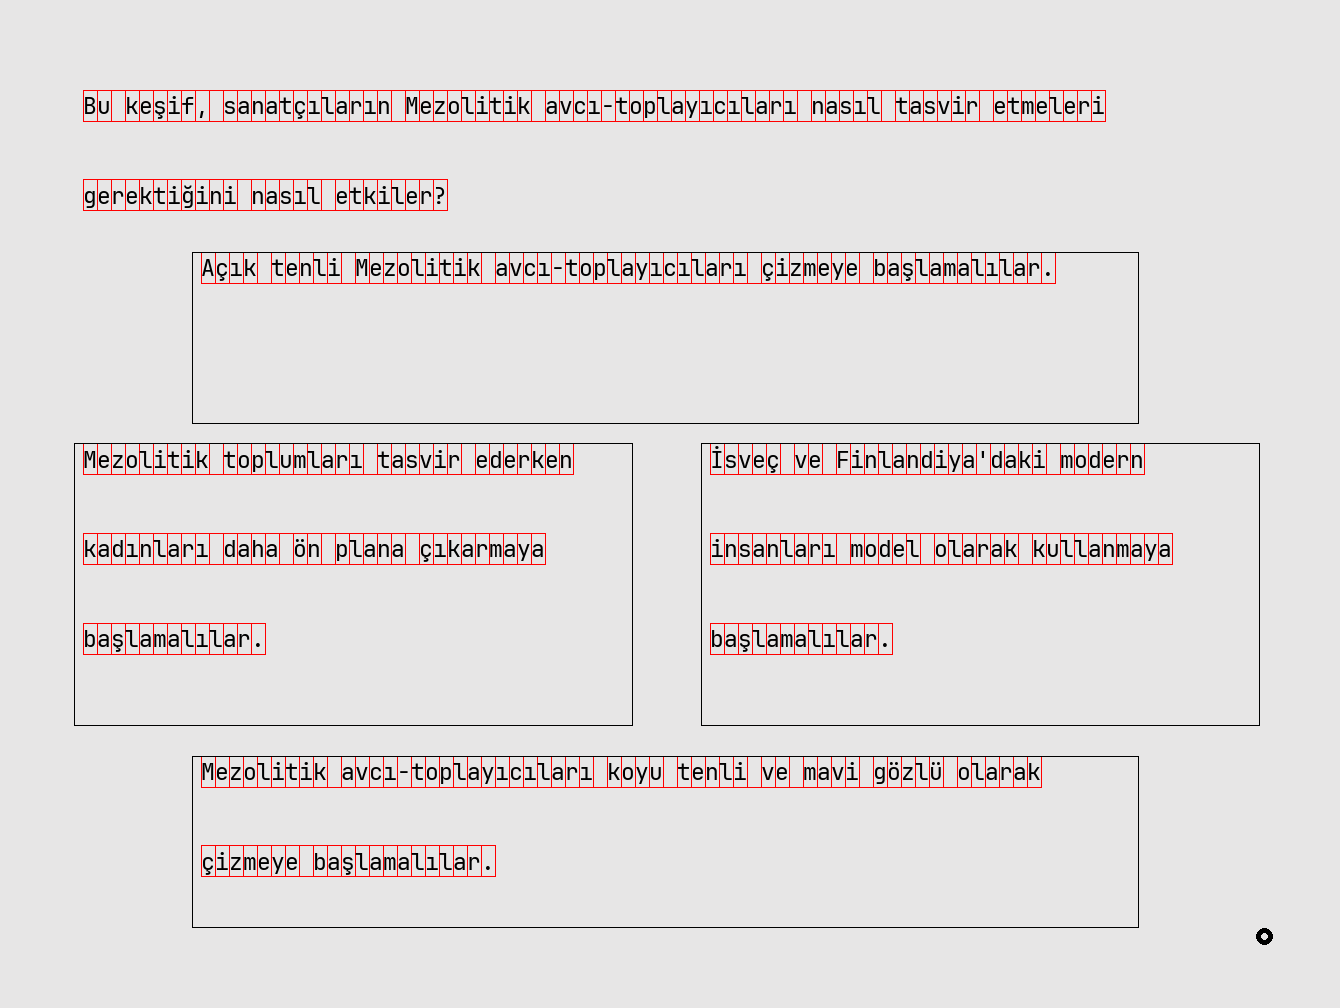 Bu keşif, sanatçıların Mezolitik avcı-toplayıcıları nasıl tasvir etmeleri
gerektiğini nasıl etkiler?
Açık tenli Mezolitik avcı-toplayıcıları çizmeye başlamalılar.
Mezolitik toplumları tasvir ederken
kadınları daha ön plana çıkarmaya
başlamalılar.
İsveç ve Finlandiya'daki modern
insanları model olarak kullanmaya
başlamalılar.
Mezolitik avcı-toplayıcıları koyu tenli ve mavi gözlü olarak
çizmeye başlamalılar.